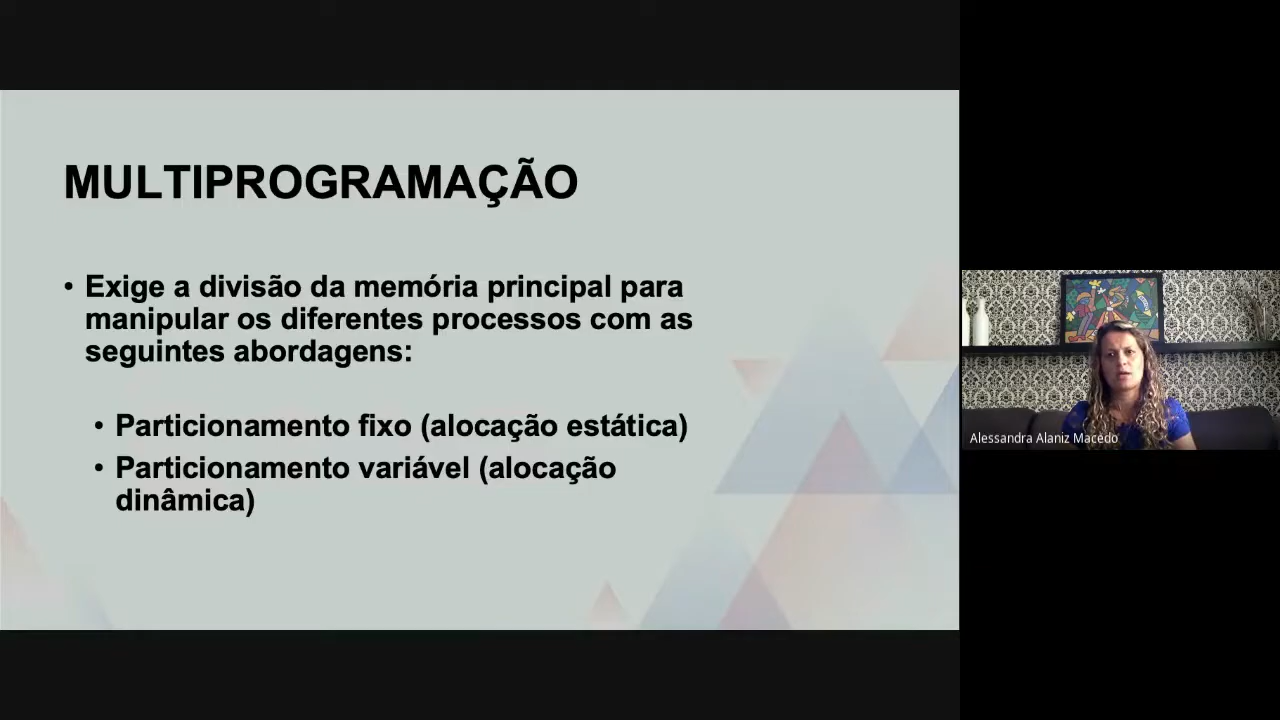 MULTIPROGRAMAÇÃO
• Exige a divisão da memória principal para
manipular os diferentes processos com as
seguintes abordagens:
• Particionamento fixo (alocação estática)
• Particionamento variável (alocação
dinâmica)
Alessandra Alaniz Macedo